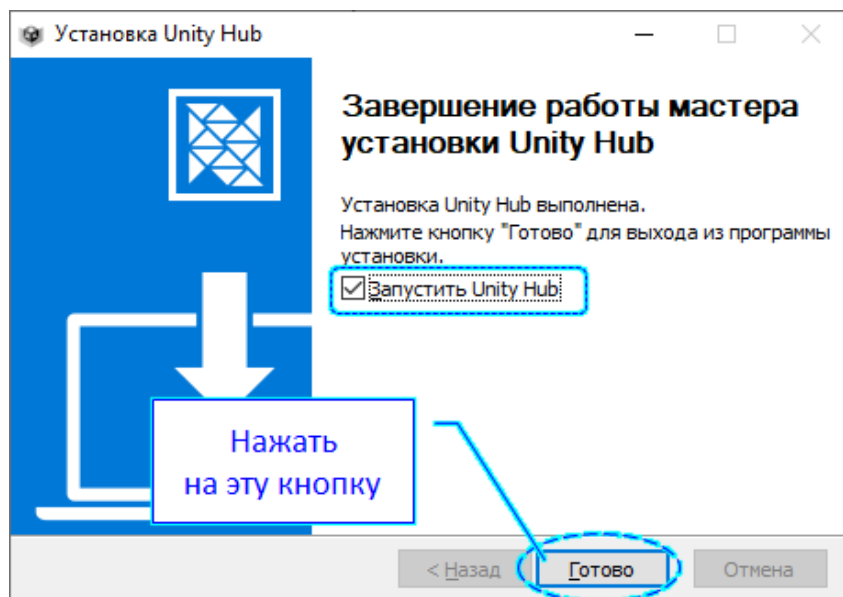 Установка Unity Hub
Завершение работы мастера
установки Unity Hub
Установка Unity Hub выполнена.
Нажмите кнопку "Готово" для выхода из программы
установки.
Запустить Unity Hub
Нажать
на эту кнопку
< Назад
Готово
Отмена